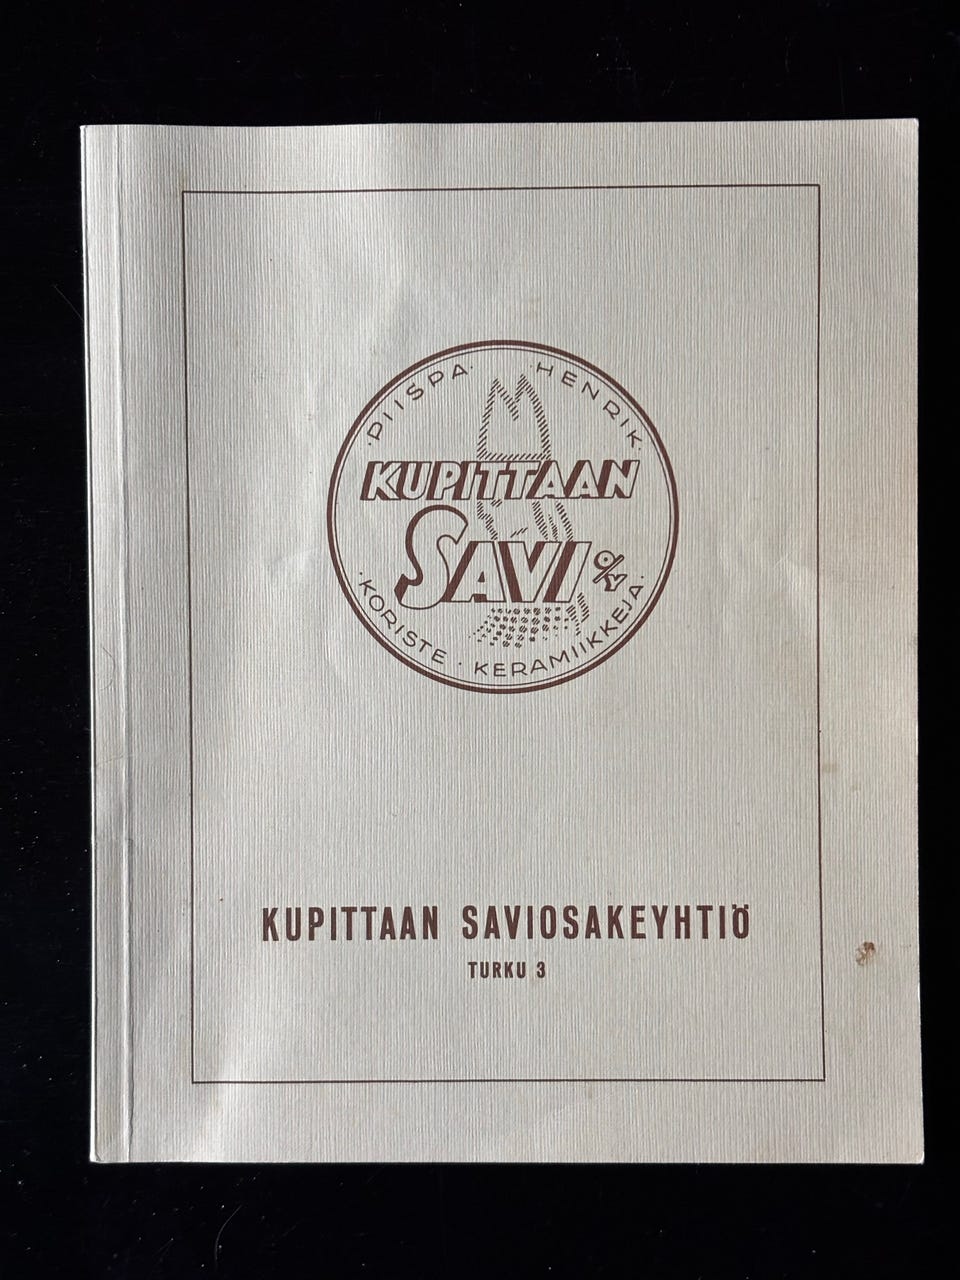 ·PIISPA· ·HENRIK·
KUPITTAAN
SAVI O/Y
·KORISTE · KERAMIIKKEJA·
KUPITTAAN SAVIOSAKEYHTIÖ
TURKU 3